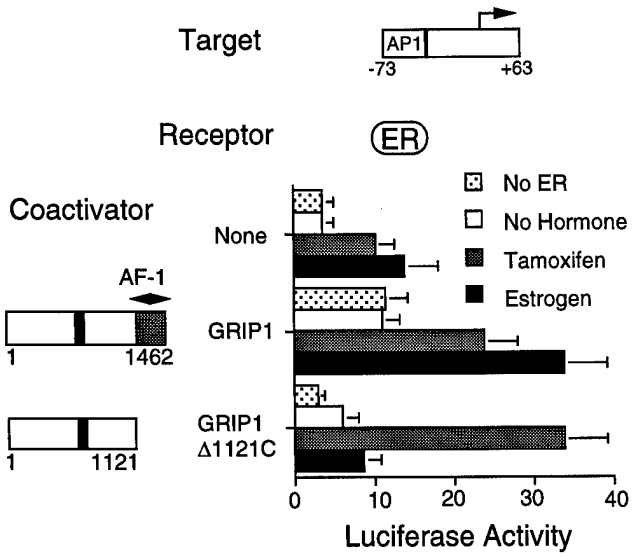 Target
AP1
-73 +63
Receptor ER
No ER
No Hormone
Tamoxifen
Estrogen
Coactivator
None
AF-1
GRIP1
1 1462
GRIP1
Δ1121C
1 1121
0 10 20 30 40
Luciferase Activity